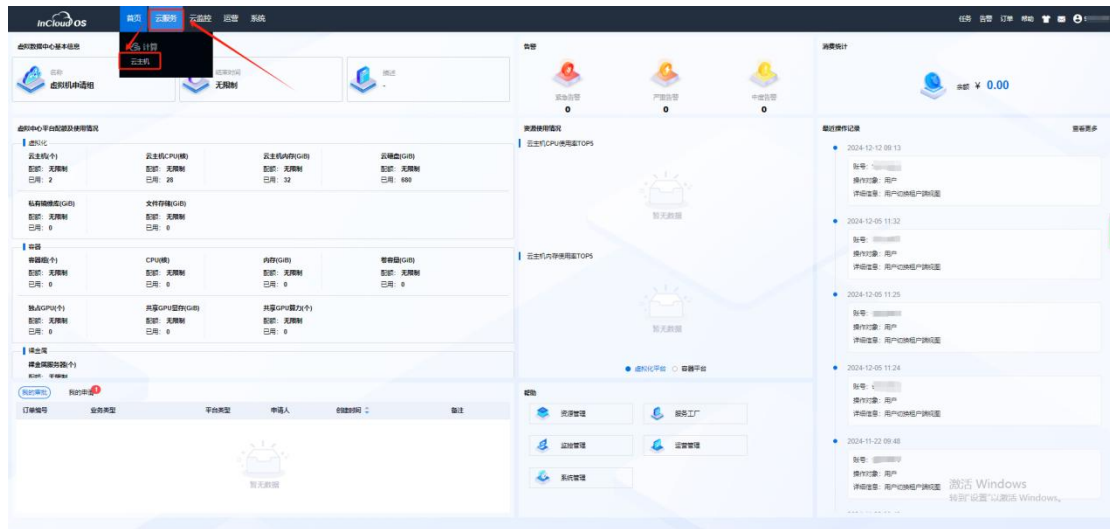 InCloud OS 首页 云服务 云监控 运营 系统 任务 告警 订单 帮助
计算
云主机
虚拟数据中心基本信息
名称
虚拟机申请组
结束时间
无限制
描述
-
告警
紧急告警
0
严重告警
0
中度告警
0
消费统计
余额 ¥ 0.00
虚拟中心平台配额及使用情况
虚拟化
云主机(个) 云主机CPU(核) 云主机内存(GiB) 云硬盘(GiB)
配额: 无限制 配额: 无限制 配额: 无限制 配额: 无限制
已用: 2 已用: 28 已用: 32 已用: 680
私有镜像库(GiB) 文件存储(GiB)
配额: 无限制 配额: 无限制
已用: 0 已用: 0
容器
容器组(个) CPU(核) 内存(GiB) 卷容量(GiB)
配额: 无限制 配额: 无限制 配额: 无限制 配额: 无限制
已用: 0 已用: 0 已用: 0 已用: 0
独占GPU(个) 共享GPU显存(GiB) 共享GPU算力(个)
配额: 无限制 配额: 无限制 配额: 无限制
已用: 0 已用: 0 已用: 0
裸金属
裸金属服务器(个)
配额: 无限制
资源使用情况
云主机CPU使用率TOP5
暂无数据
云主机内存使用率TOP5
暂无数据
虚拟化平台 容器平台
最近操作记录 查看更多
2024-12-12 09:13
账号:
操作对象: 用户
详细信息: 用户切换租户端视图
2024-12-05 11:32
账号:
操作对象: 用户
详细信息: 用户切换租户端视图
2024-12-05 11:25
账号:
操作对象: 用户
详细信息: 用户切换租户端视图
2024-12-05 11:24
账号:
操作对象: 用户
详细信息: 用户切换租户端视图
2024-11-22 09:48
账号:
操作对象: 用户
详细信息: 用户切换租户端视图
我的审批 我的申请
订单编号 业务类型 平台类型 申请人 创建时间 备注
暂无数据
帮助
资源管理 服务工厂
监控管理 运营管理
系统管理
激活 Windows
转到"设置"以激活 Windows。